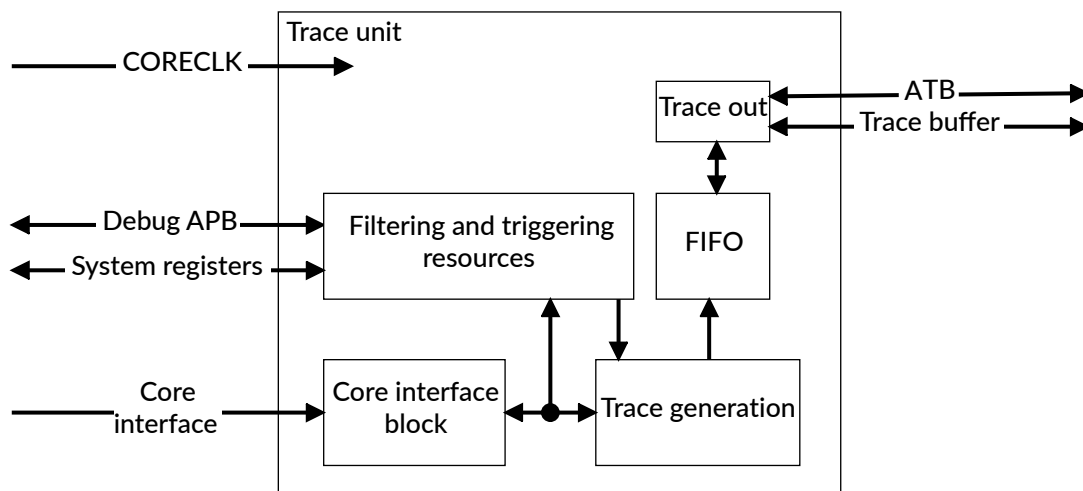 Trace unit
CORECLK
ATB
Trace out
Trace buffer
Debug APB
Filtering and triggering
resources
FIFO
System registers
Core
interface
Core interface
block
Trace generation